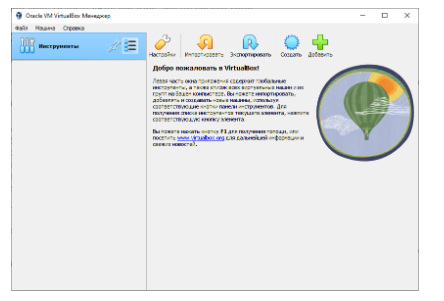 Oracle VM VirtualBox Менеджер
Файл Машина Справка
Инструменты
Настройки Импортировать Экспортировать Создать Добавить
Добро пожаловать в VirtualBox!
Левая часть окна приложения содержит глобальные
инструменты, а также список всех виртуальных машин и их
групп на Вашем компьютере. Вы можете импортировать,
добавлять и создавать новые машины, используя
соответствующие кнопки панели инструментов. Для
получения списка инструментов текущего элемента, нажмите
соответствующую кнопку элемента
Вы можете нажать кнопку F1 для получения помощи, или
посетить www.virtualbox.org для дальнейшей информации и
свежих новостей.